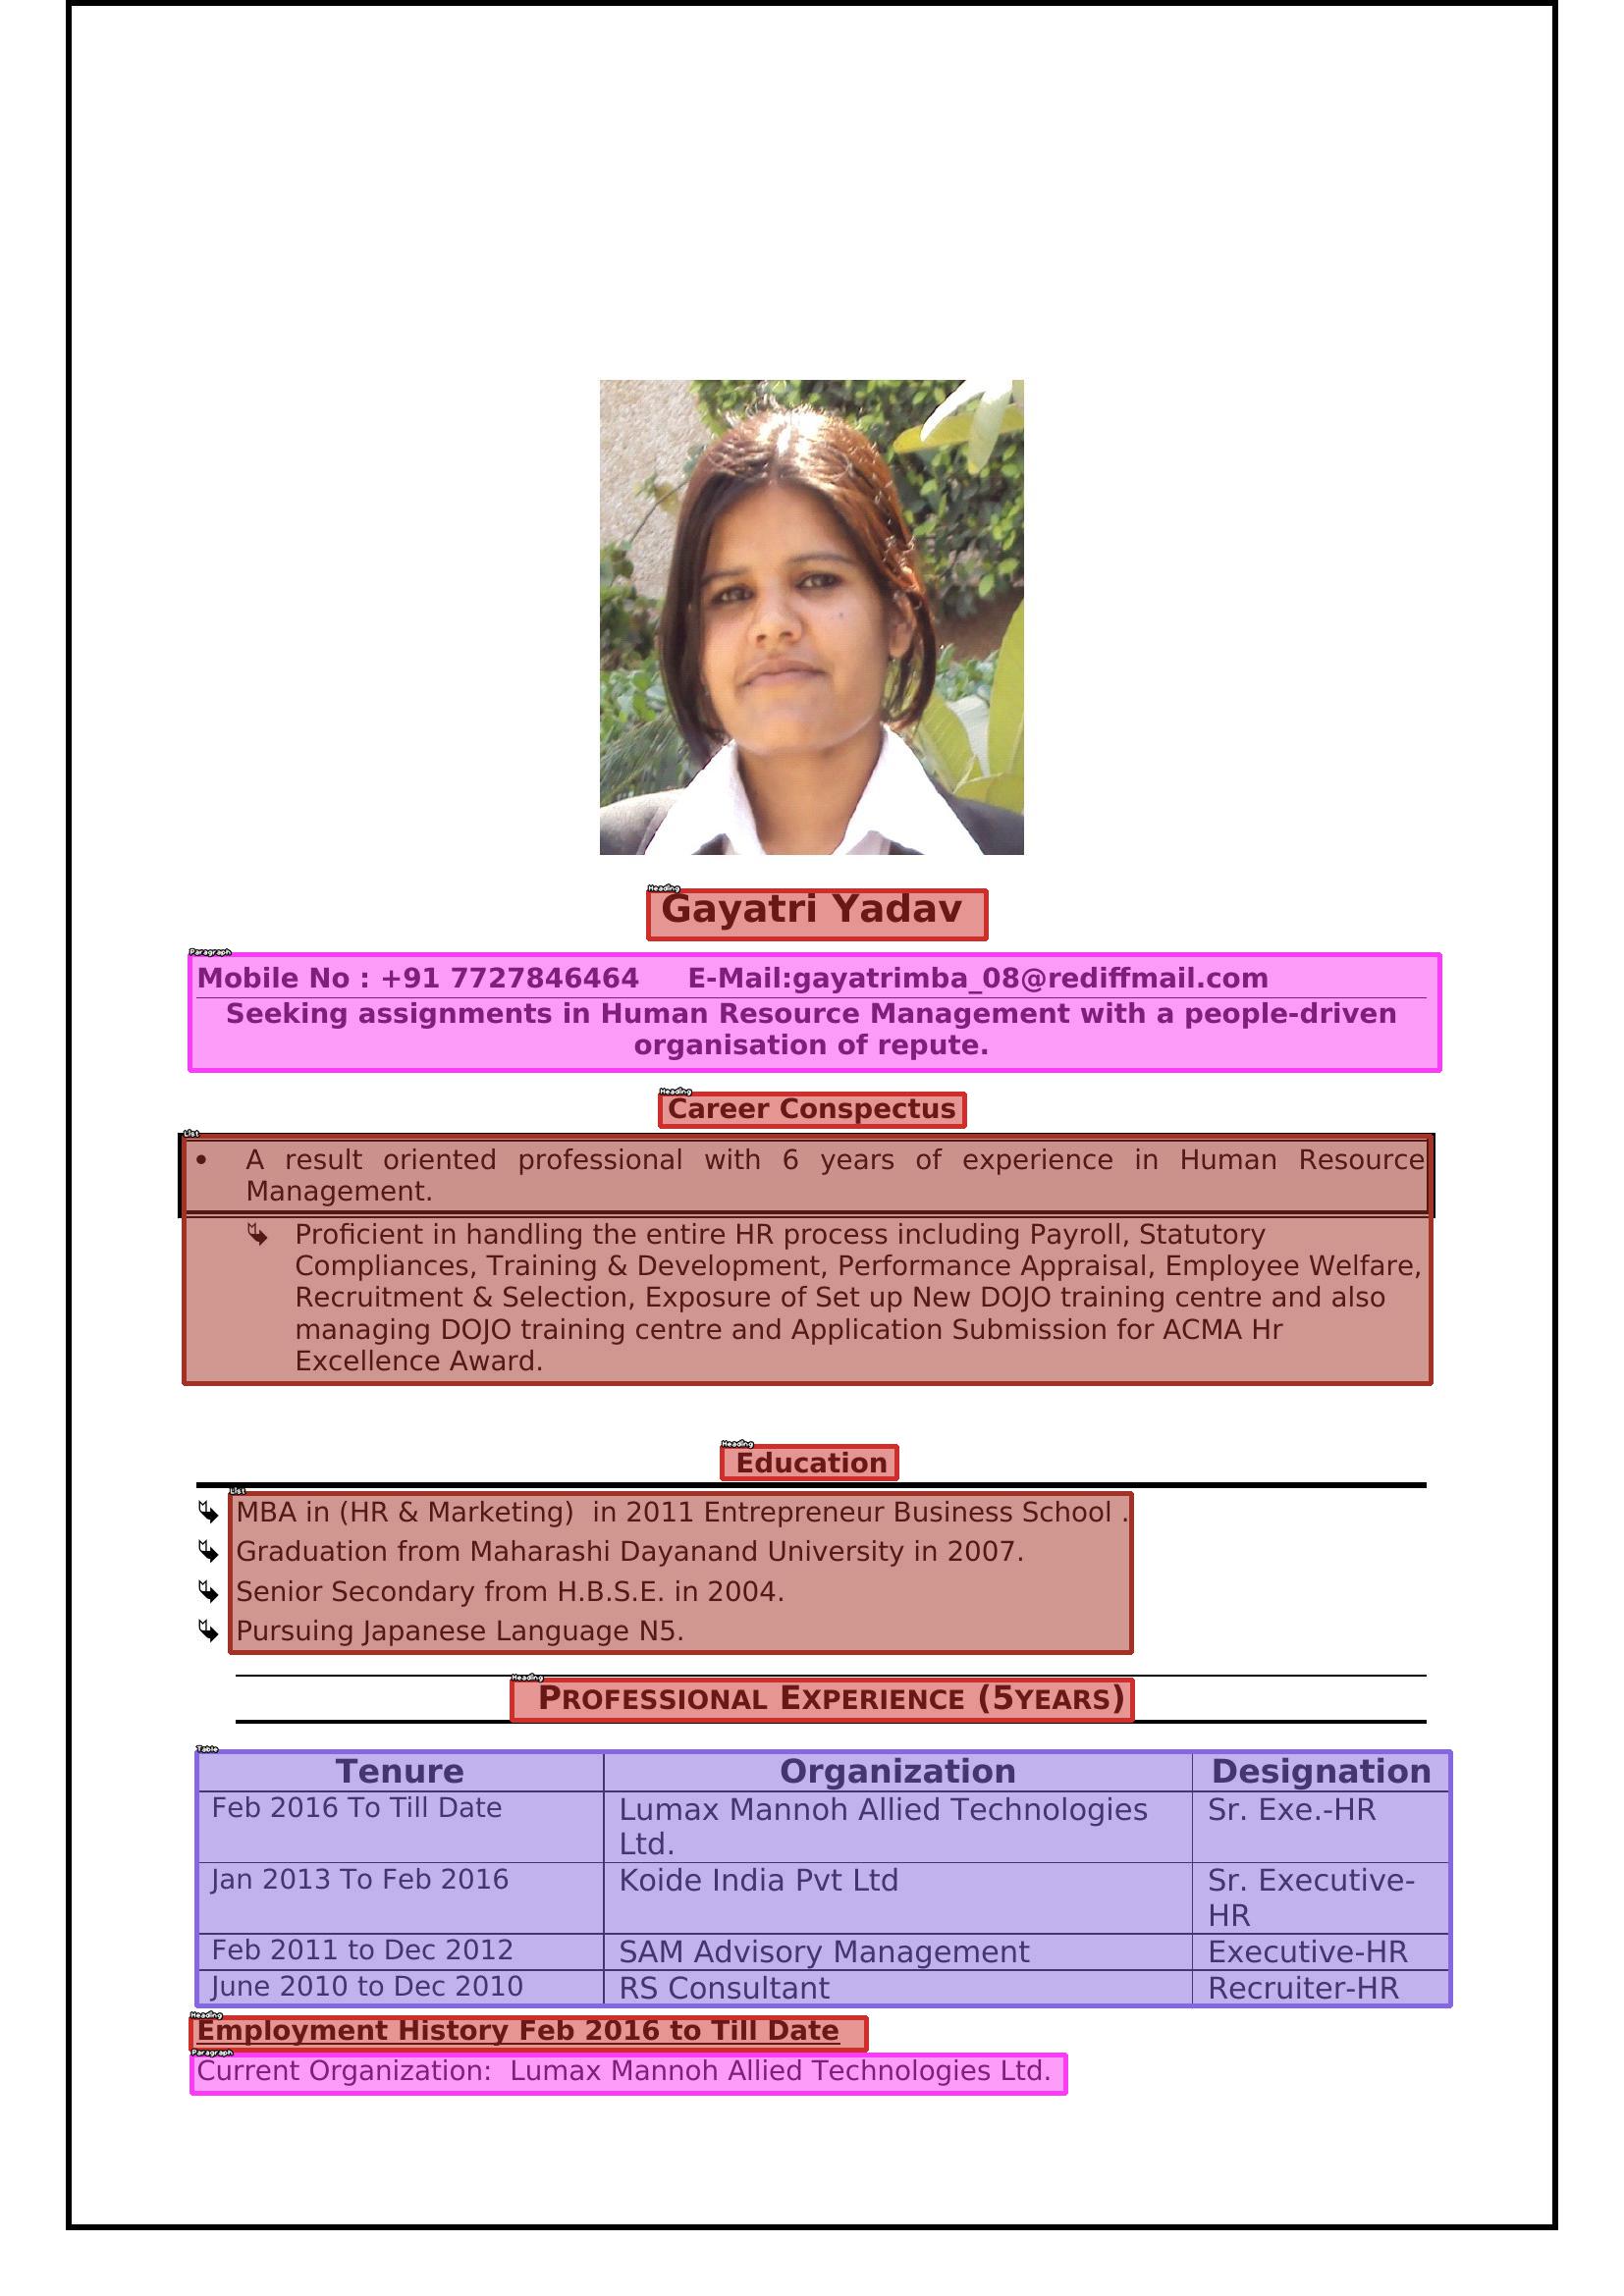 Heading
Gayatri Yadav
Paragraph
Mobile No : +91 7727846464 E-Mail:gayatrimba_08@rediffmail.com
Seeking assignments in Human Resource Management with a people-driven
organisation of repute.
Heading
Career Conspectus
List
• A result oriented professional with 6 years of experience in Human Resource
Management.
Proficient in handling the entire HR process including Payroll, Statutory
Compliances, Training & Development, Performance Appraisal, Employee Welfare,
Recruitment & Selection, Exposure of Set up New DOJO training centre and also
managing DOJO training centre and Application Submission for ACMA Hr
Excellence Award.
Heading
Education
List
MBA in (HR & Marketing) in 2011 Entrepreneur Business School .
Graduation from Maharashi Dayanand University in 2007.
Senior Secondary from H.B.S.E. in 2004.
Pursuing Japanese Language N5.
Heading
PROFESSIONAL EXPERIENCE (5YEARS)
Table
Tenure Organization Designation
Feb 2016 To Till Date Lumax Mannoh Allied Technologies Sr. Exe.-HR
Ltd.
Jan 2013 To Feb 2016 Koide India Pvt Ltd Sr. Executive-
HR
Feb 2011 to Dec 2012 SAM Advisory Management Executive-HR
June 2010 to Dec 2010 RS Consultant Recruiter-HR
Heading
Employment History Feb 2016 to Till Date
Paragraph
Current Organization: Lumax Mannoh Allied Technologies Ltd.